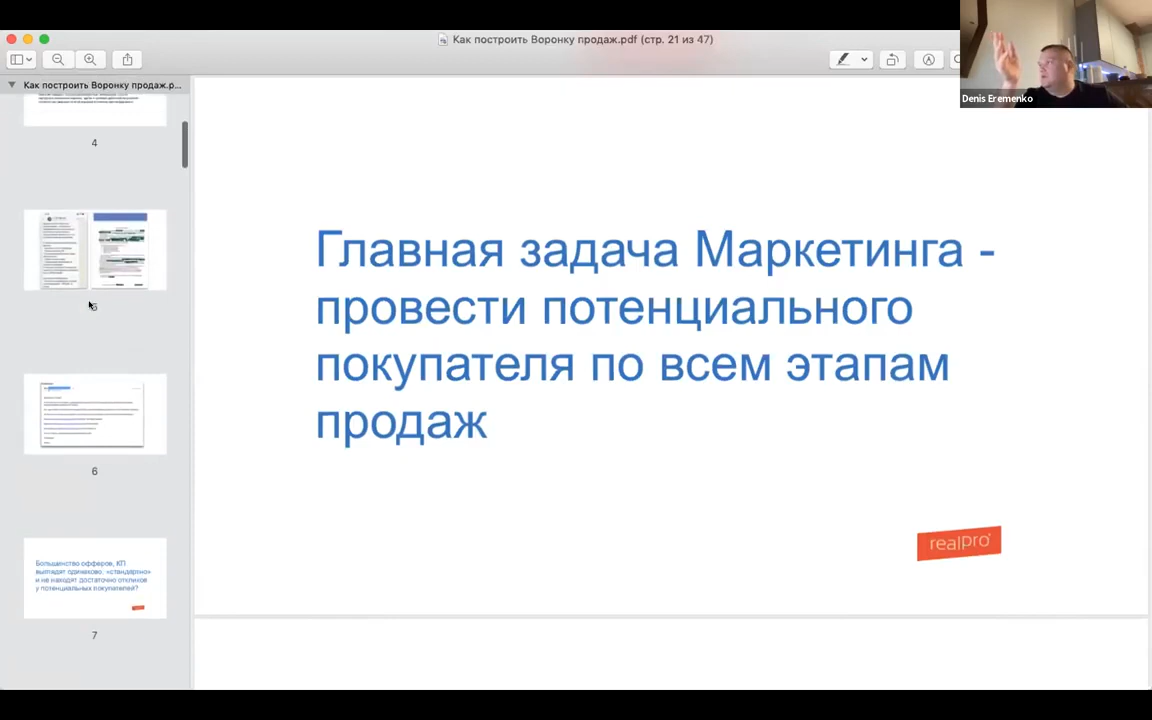 Как построить Воронку продаж.pdf (стр. 21 из 47)
Как построить Воронку продаж.р...
Denis Eremenko
4
6
Большинство офферов, КП
выглядят одинаково, «стандартно»
и не находят достаточно откликов
у потенциальных покупателей?
7
Главная задача Маркетинга -
провести потенциального
покупателя по всем этапам
продаж
realpro